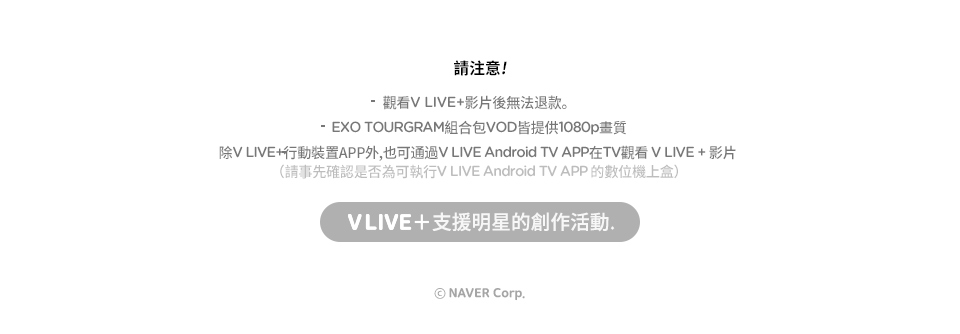 請注意!
- 觀看V LIVE+影片後無法退款。
- EXO TOURGRAM組合包VOD皆提供1080p畫質
除V LIVE+行動裝置APP外,也可通過V LIVE Android TV APP在TV觀看 V LIVE + 影片
(請事先確認是否為可執行V LIVE Android TV APP 的數位機上盒)
V LIVE＋支援明星的創作活動.
ⓒ NAVER Corp.